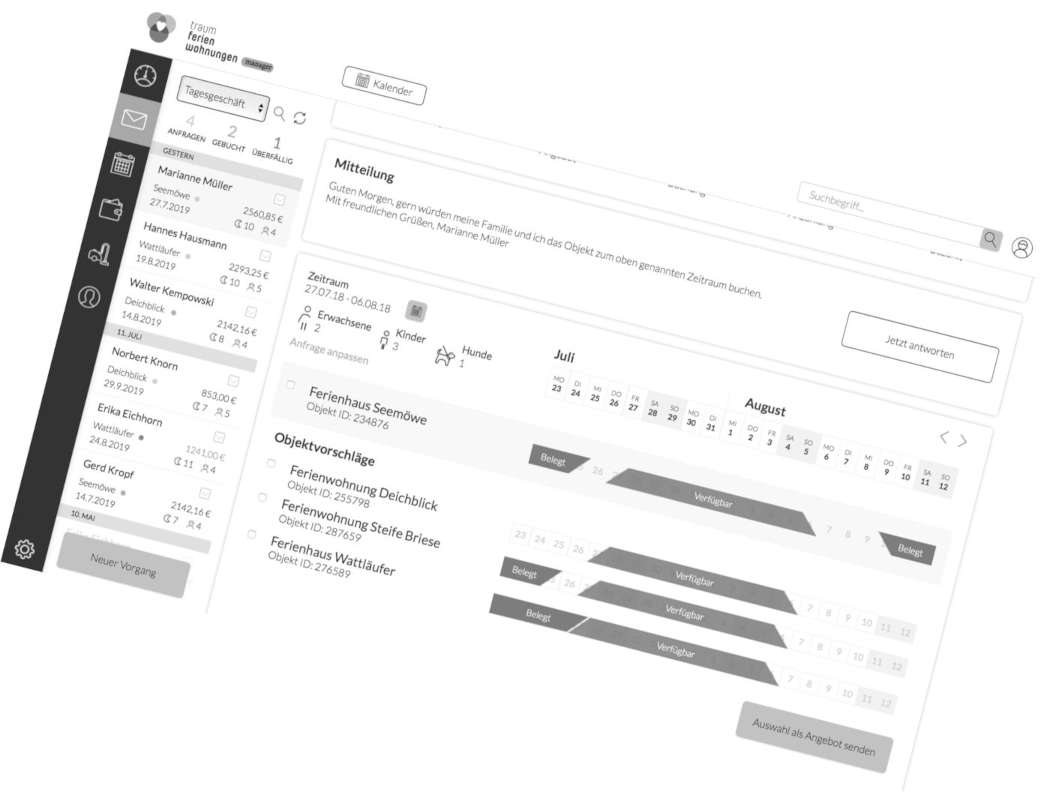 traum
ferien
wohnungen manager
Kalender
Tagesgeschäft
4 2 1
ANFRAGEN GEBUCHT ÜBERFÄLLIG
GESTERN
Marianne Müller
Seemöwe 2560,85 €
27.7.2019 10 4
Hannes Hausmann
Wattläufer 2293,25 €
19.8.2019 10 5
Walter Kempowski
Deichblick 2142,16 €
14.8.2019 8 4
11. JULI
Norbert Knorn
Deichblick 853,00 €
29.9.2019 7 5
Erika Eichhorn
Wattläufer 1241,00 €
24.8.2019 11 4
Gerd Kropf
Seemöwe 2142,16 €
14.7.2019 7 4
10. MAI
Neuer Vorgang
Suchbegriff...
Mitteilung
Guten Morgen, gern würden meine Familie und ich das Objekt zum oben genannten Zeitraum buchen.
Mit freundlichen Grüßen, Marianne Müller
Jetzt antworten
Zeitraum
27.07.18 - 06.08.18
Erwachsene
2
Kinder
3
Hunde
1
Anfrage anpassen
Juli
August
MO DI MI DO FR SA SO MO DI MI DO FR SA SO MO DI MI DO FR SA SO
23 24 25 26 27 28 29 30 31 1 2 3 4 5 6 7 8 9 10 11 12
Ferienhaus Seemöwe
Objekt ID: 234876
Belegt 26 Verfügbar 7 8 9 Belegt
Objektvorschläge
Ferienwohnung Deichblick
Objekt ID: 255798
23 24 25 26 Verfügbar 7 8 9 10 11 12
Ferienwohnung Steife Briese
Objekt ID: 287659
Belegt 26 Verfügbar 7 8 9 10 11 12
Ferienhaus Wattläufer
Objekt ID: 276589
Belegt Verfügbar 7 8 9 10 11 12
Auswahl als Angebot senden